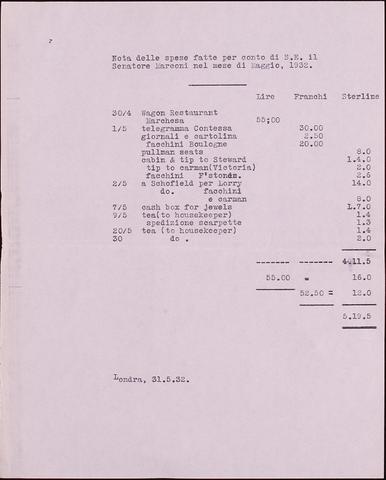 Nota delle spese fatte per conto di S.E. il
Senatore Marconi nel mese di Maggio, 1932.
Lire Franchi Sterline
30/4 Wagon Restaurant
Marchesa 55;00
1/5 telegramma Contessa 30.00
giornali e cartolina 2.50
facchini Boulogne 20.00
pullman seats 8.0
cabin & tip to Steward 1.4.0
tip to carman(Victoria) 2.0
facchini F'stonds. 2.6
2/5 a Schofield per Lorry 14.0
do. facchini
e carman 8.0
7/5 cash box for jewels 1.7.0
9/5 tea(to housekeeper) 1.4
spedizione scarpette 1.3
20/5 tea (to housekeeper) 1.4
30 do . 2.0
4.11.5
55.00 = 16.0
52.50 = 12.0
5.19.5
Londra, 31.5.32.